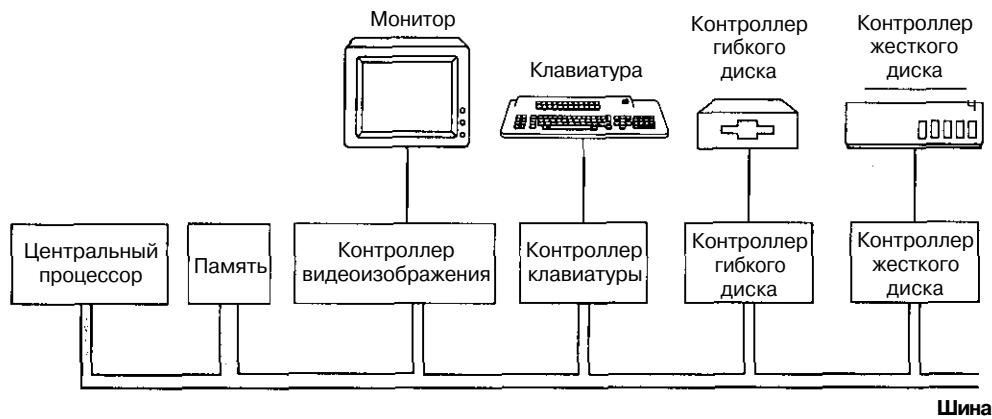 Монитор
Клавиатура
Контроллер
гибкого
диска
Контроллер
жесткого
диска
Центральный
процессор
Память
Контроллер
видеоизображения
Контроллер
клавиатуры
Контроллер
гибкого
диска
Контроллер
жесткого
диска
Шина